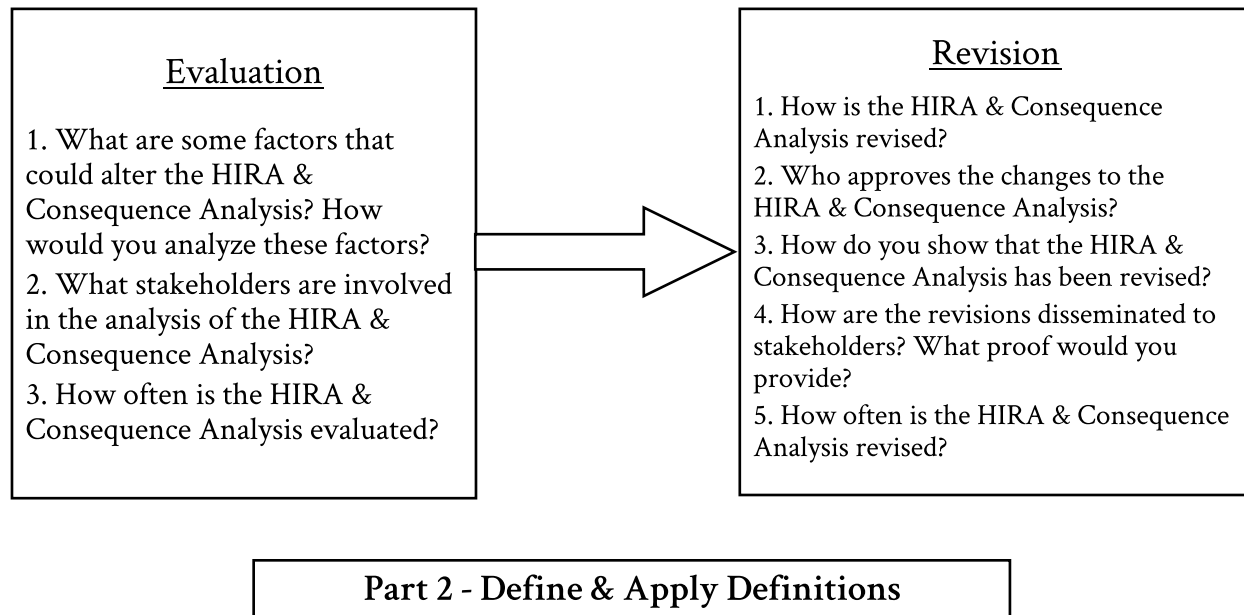 Evaluation
1. What are some factors that
could alter the HIRA &
Consequence Analysis? How
would you analyze these factors?
2. What stakeholders are involved
in the analysis of the HIRA &
Consequence Analysis?
3. How often is the HIRA &
Consequence Analysis evaluated?
Revision
1. How is the HIRA & Consequence
Analysis revised?
2. Who approves the changes to the
HIRA & Consequence Analysis?
3. How do you show that the HIRA &
Consequence Analysis has been revised?
4. How are the revisions disseminated to
stakeholders? What proof would you
provide?
5. How often is the HIRA & Consequence
Analysis revised?
Part 2 - Define & Apply Definitions